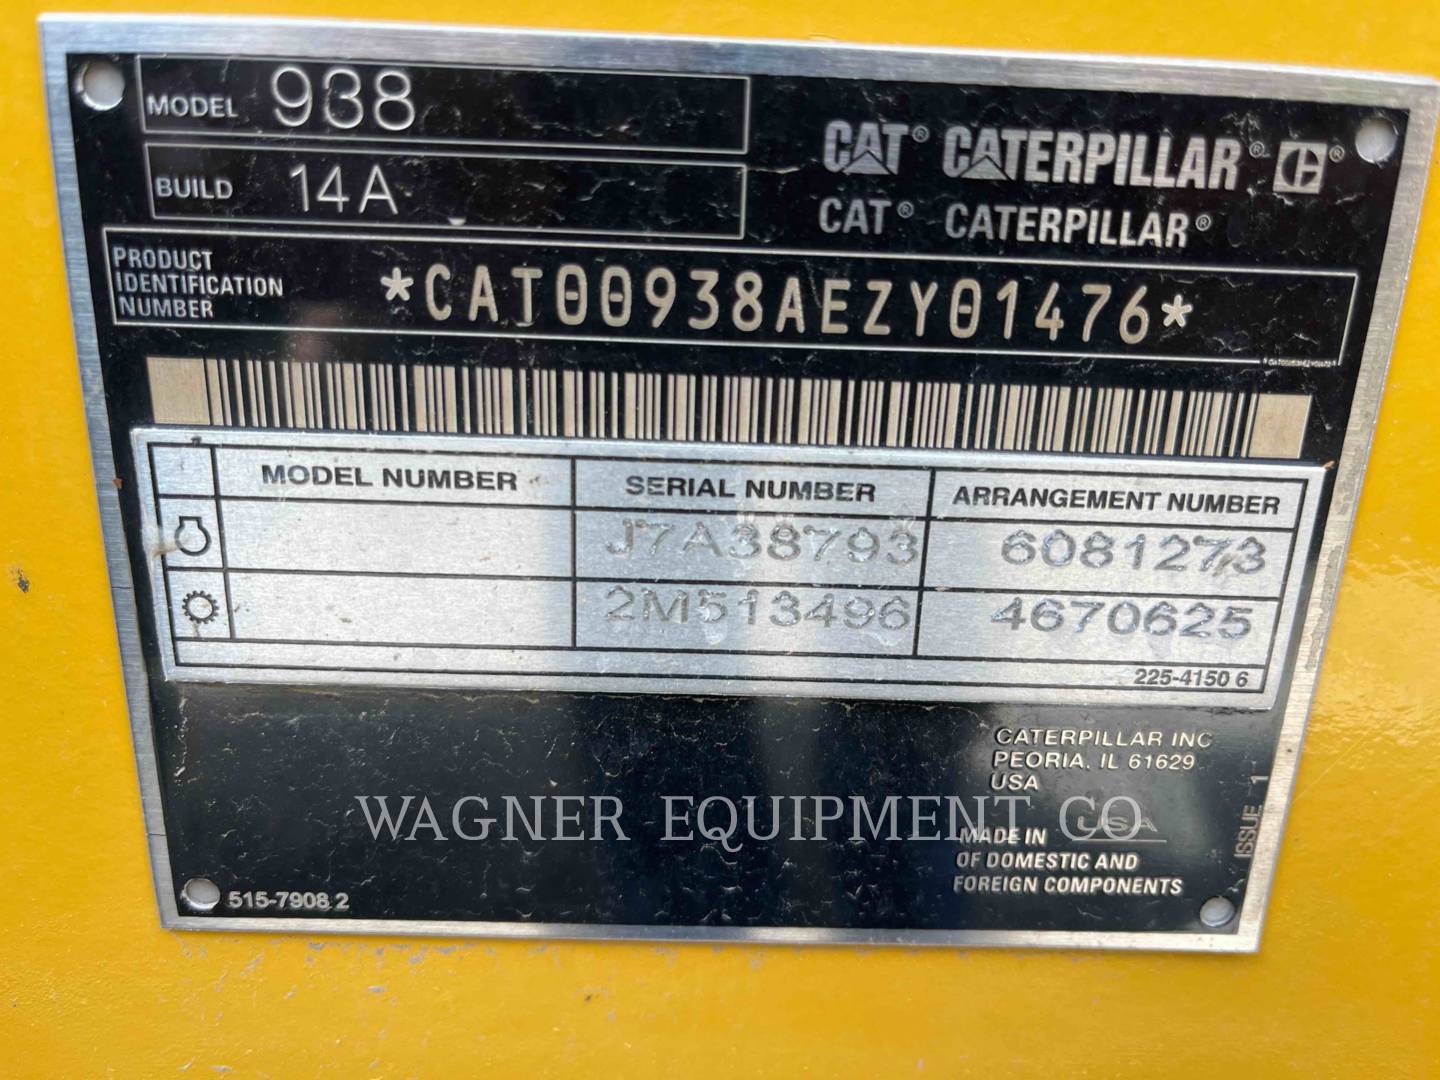 MODEL 938
BUILD 14A
CAT® CATERPILLAR® ®
CAT® CATERPILLAR®
PRODUCT
IDENTIFICATION
NUMBER
*CAT00938AEZY01476*
MODEL NUMBER SERIAL NUMBER ARRANGEMENT NUMBER
J7A38793 6081273
2M513496 4670625
225-4150 6
CATERPILLAR INC
PEORIA, IL 61629
USA
WAGNER EQUIPMENT CO
MADE IN USA
OF DOMESTIC AND
FOREIGN COMPONENTS
ISSUE 1
515-7908 2